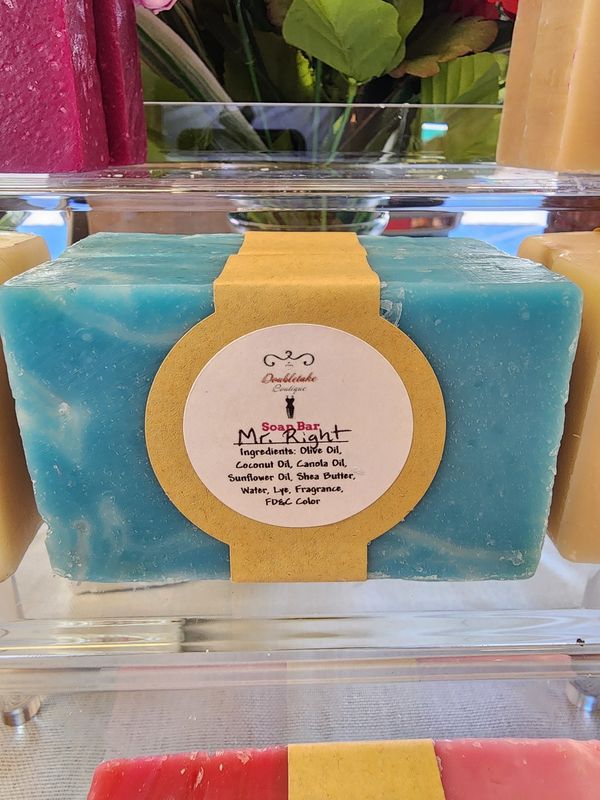 Doubletake
Boutique
Soap Bar
Mr. Right
Ingredients: Olive Oil,
Coconut Oil, Canola Oil,
Sunflower Oil, Shea Butter,
Water, Lye, Fragrance,
FD&C Color